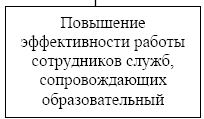 Повышение
эффективности работы
сотрудников служб,
сопровождающих
образовательный